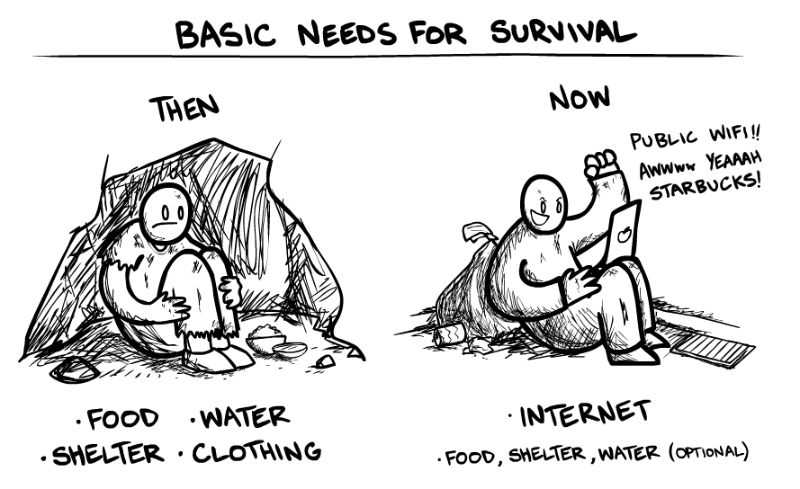 BASIC NEEDS FOR SURVIVAL
THEN
· FOOD · WATER
· SHELTER · CLOTHING
NOW
PUBLIC WIFI!!
AWWWW YEAAAH
STARBUCKS!
· INTERNET
· FOOD, SHELTER, WATER (OPTIONAL)